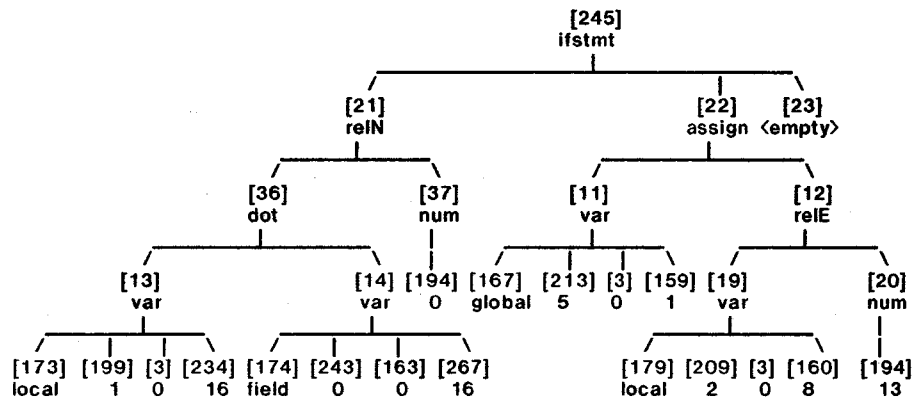 [245]
ifstmt
[21] [22] [23]
relN assign <empty>
[36] [37] [11] [12]
dot num var relE
[13] [14] [194] [167] [213] [3] [159] [19] [20]
var var 0 global 5 0 1 var num
[173] [199] [3] [234] [174] [243] [163] [267] [179] [209] [3] [160] [194]
local 1 0 16 field 0 0 16 local 2 0 8 13